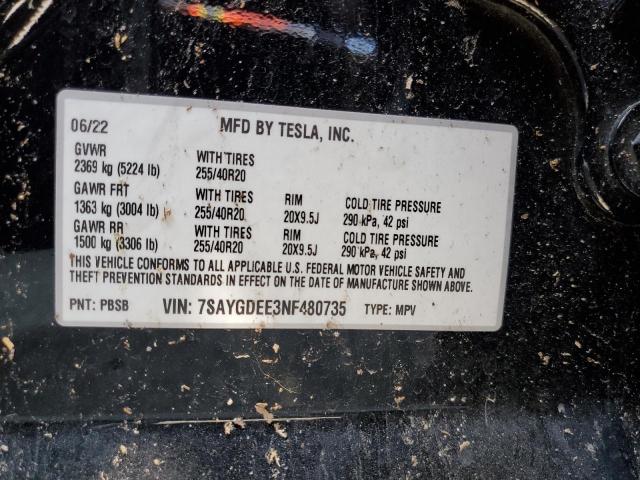 06/22 MFD BY TESLA, INC.
GVWR WITH TIRES
2369 kg (5224 lb) 255/40R20
GAWR FRT WITH TIRES RIM COLD TIRE PRESSURE
1363 kg (3004 lb) 255/40R20 20X9.5J 290 kPa, 42 psi
GAWR RR WITH TIRES RIM COLD TIRE PRESSURE
1500 kg (3306 lb) 255/40R20 20X9.5J 290 kPa, 42 psi
THIS VEHICLE CONFORMS TO ALL APPLICABLE U.S. FEDERAL MOTOR VEHICLE SAFETY AND
THEFT PREVENTION STANDARDS IN EFFECT ON THE DATE OF MANUFACTURE SHOWN ABOVE.
PNT: PBSB VIN: 7SAYGDEE3NF480735 TYPE: MPV